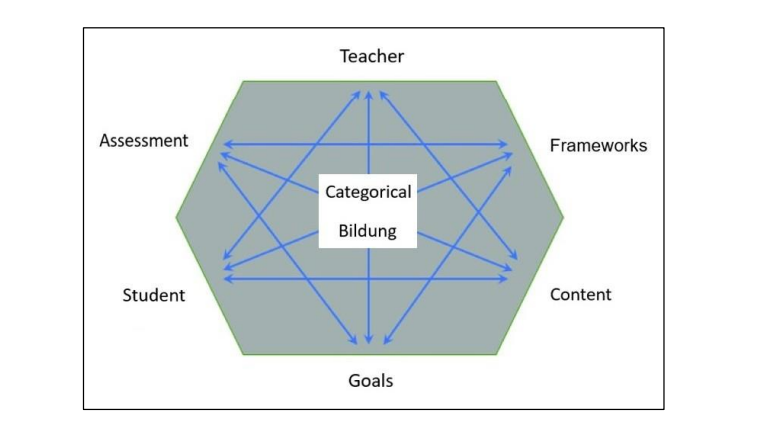 Teacher
Assessment
Frameworks
Categorical
Bildung
Student
Content
Goals